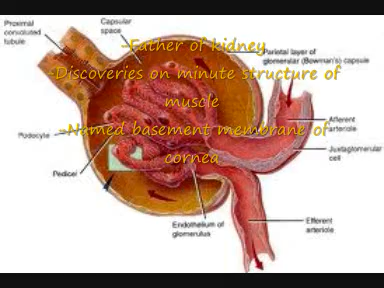 Proximal
convoluted
tubule
Capsular
space
-Father of kidney
Parietal layer of
glomerular (Bowman's) capsule
-Discoveries on minute structure of
muscle
-Named basement membrane of
cornea
Afferent
arteriole
Juxtaglomerular
cell
Podocyte
Pedicel
Endothelium of
glomerulus
Efferent
arteriole